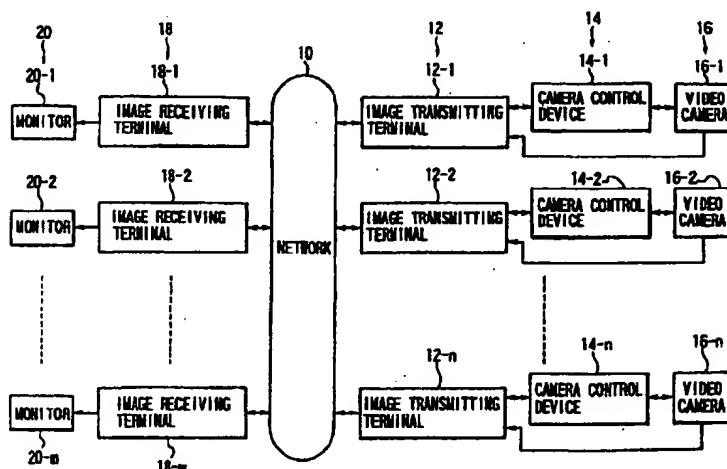 20 18 10 12 14 16
20-1 18-1 12-1 14-1 16-1
MONITOR
IMAGE RECEIVING
TERMINAL
IMAGE TRANSMITTING
TERMINAL
CAMERA CONTROL
DEVICE
VIDEO
CAMERA
20-2 18-2 12-2 14-2 16-2
MONITOR
IMAGE RECEIVING
TERMINAL
NETWORK
IMAGE TRANSMITTING
TERMINAL
CAMERA CONTROL
DEVICE
VIDEO
CAMERA
12-n 14-n 16-n
MONITOR
IMAGE RECEIVING
TERMINAL
IMAGE TRANSMITTING
TERMINAL
CAMERA CONTROL
DEVICE
VIDEO
CAMERA
20-m 18-m